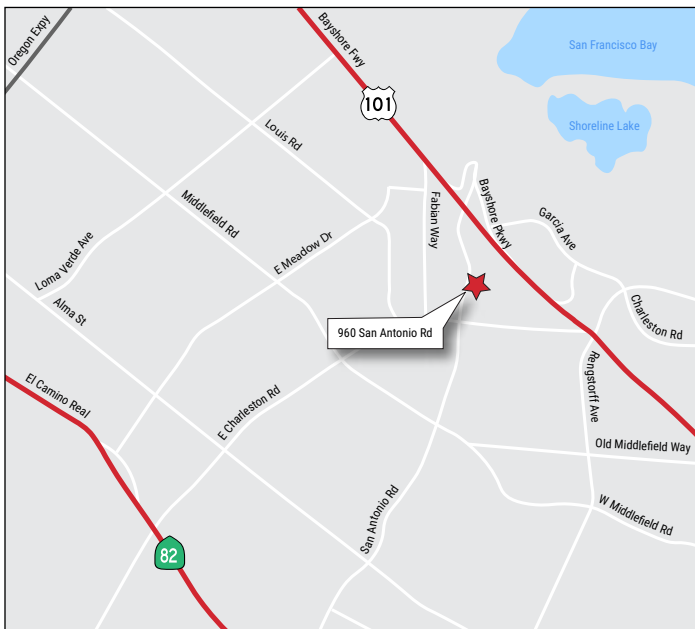 Oregon Expy
Bayshore Fwy
San Francisco Bay
101
Shoreline Lake
Louis Rd
Middlefield Rd
Fabian Way
Bayshore Pkwy
Garcia Ave
Loma Verde Ave
E Meadow Dr
Alma St
960 San Antonio Rd
Charleston Rd
Rengstorff Ave
El Camino Real
E Charleston Rd
Old Middlefield Way
San Antonio Rd
W Middlefield Rd
82